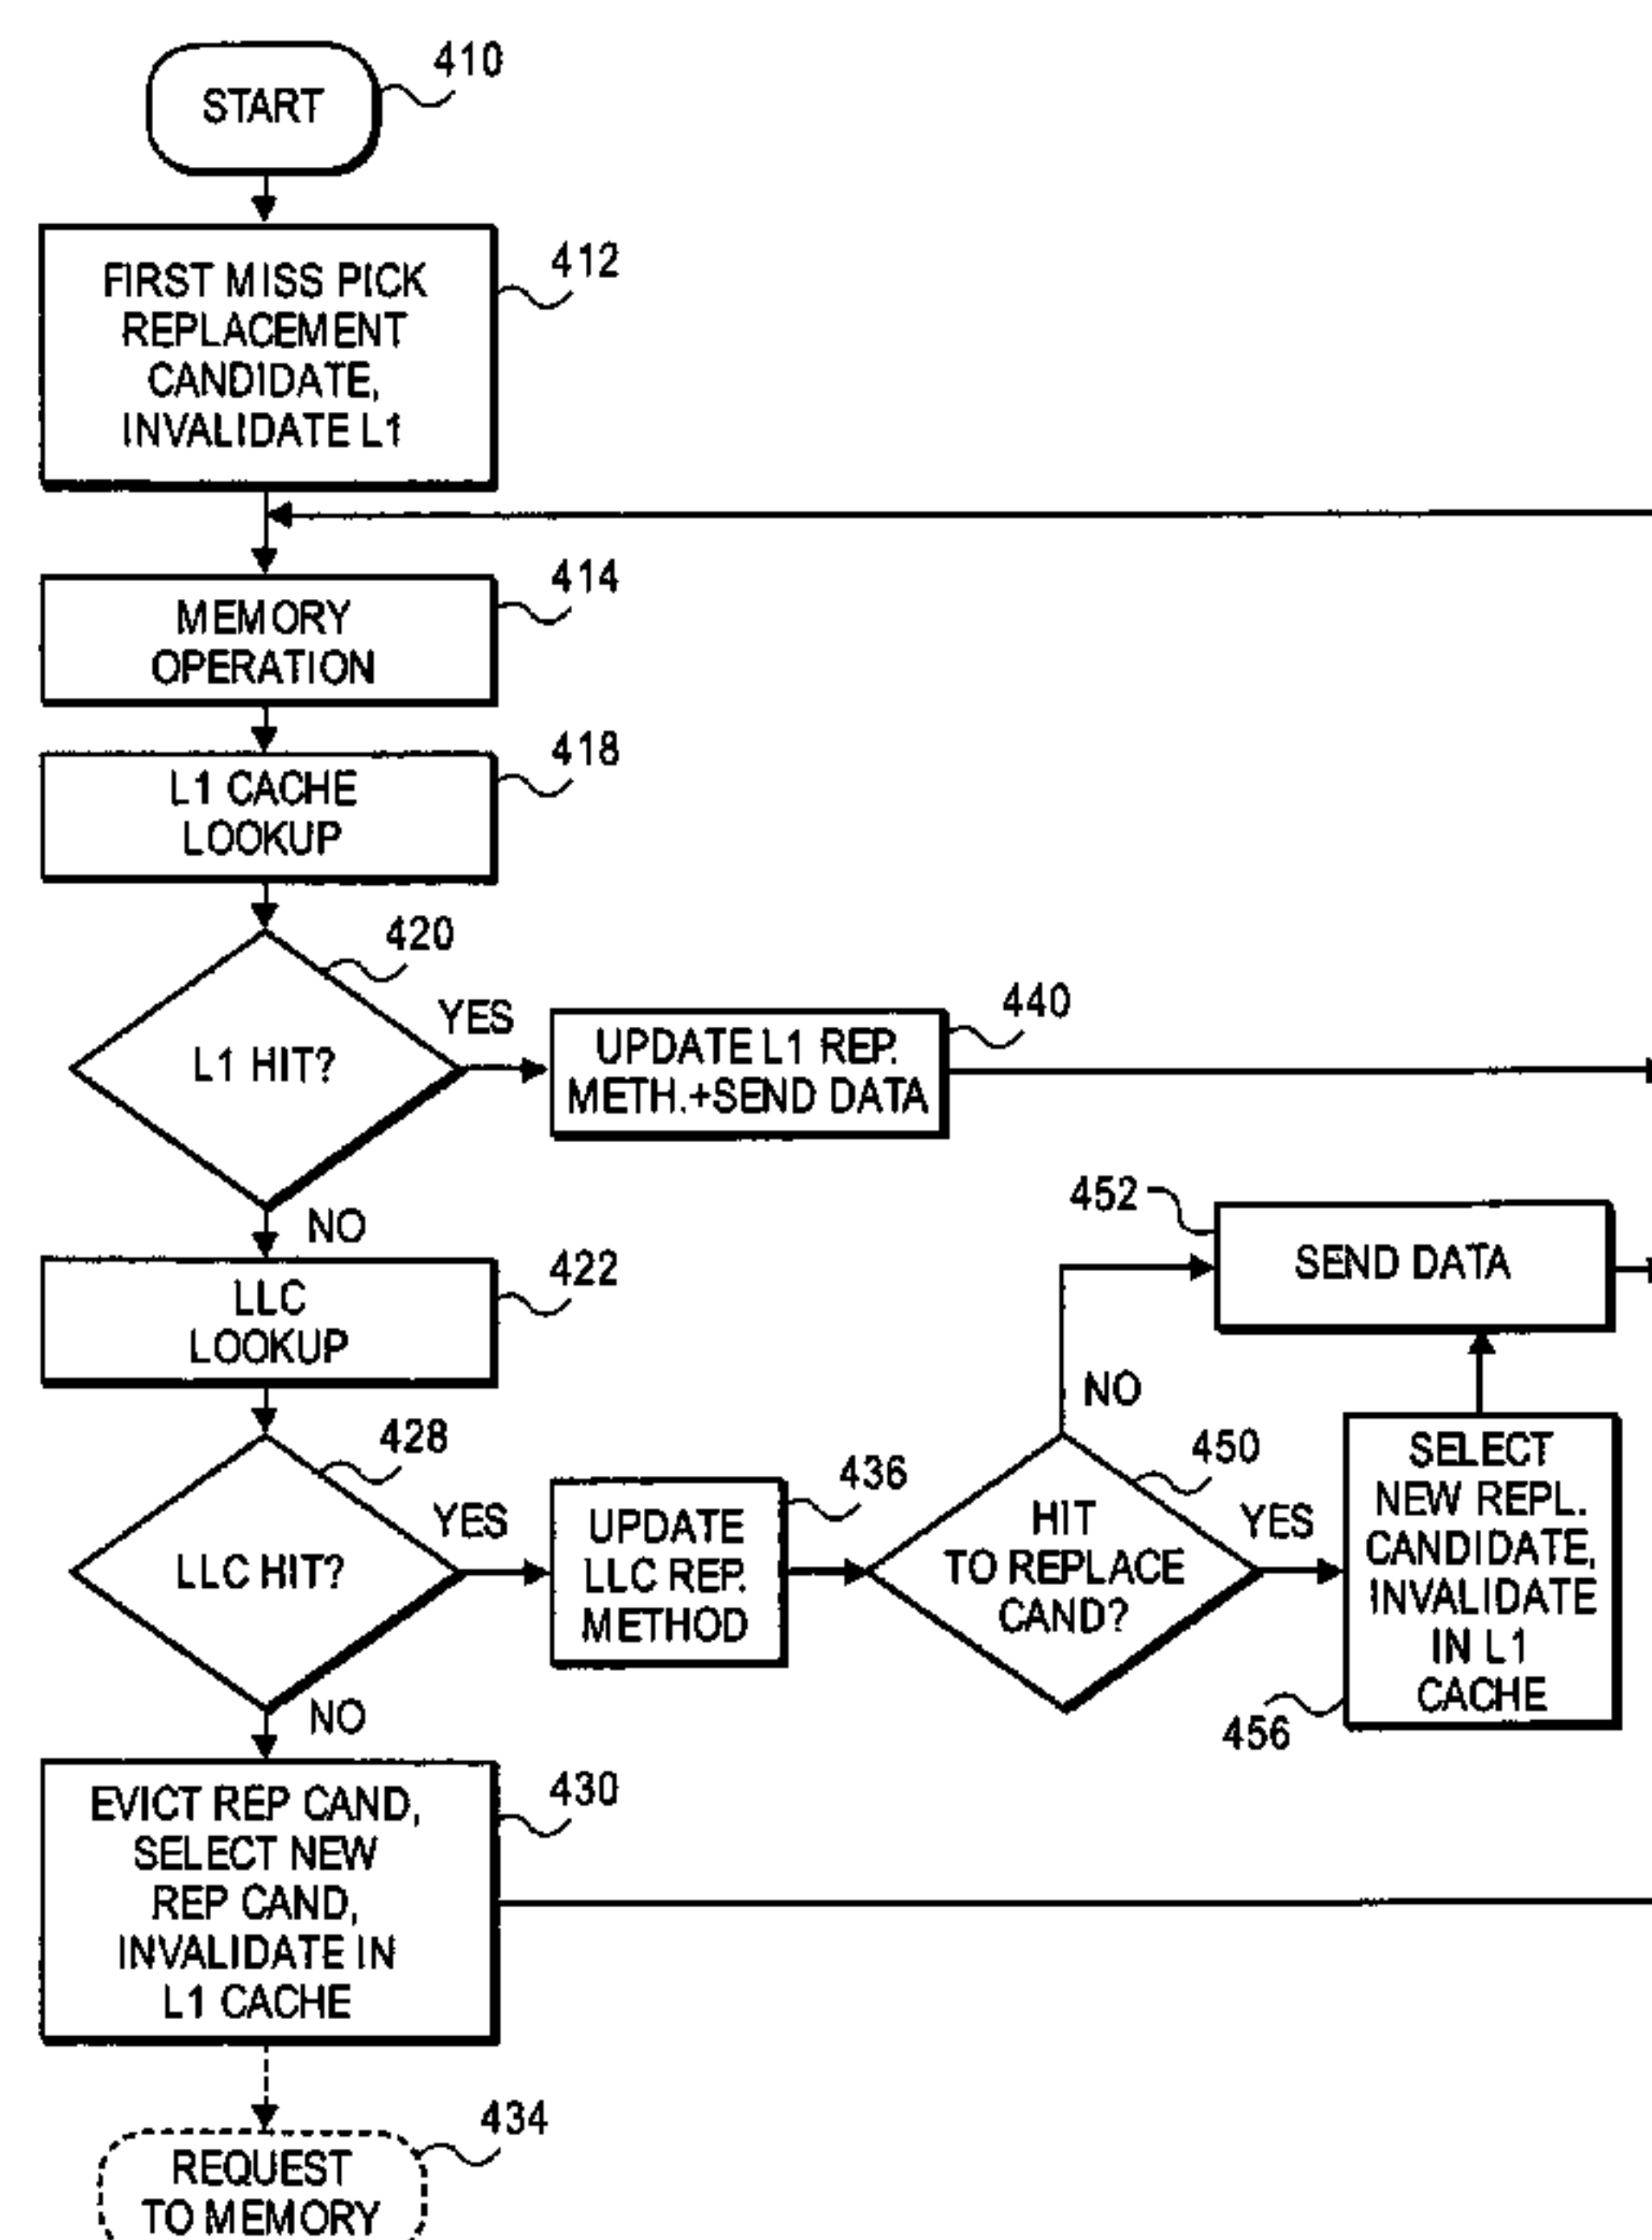 410
START
412
FIRST MISS PICK
REPLACEMENT
CANDIDATE,
INVALIDATE L1
414
MEMORY
OPERATION
418
L1 CACHE
LOOKUP
420
L1 HIT?
YES
440
UPDATE L1 REP.
METH.+SEND DATA
NO
422
LLC
LOOKUP
452
SEND DATA
428
LLC HIT?
YES
436
UPDATE
LLC REP.
METHOD
NO
450
HIT
TO REPLACE
CAND?
YES
SELECT
NEW REPL.
CANDIDATE,
INVALIDATE
IN L1
CACHE
456
NO
430
EVICT REP CAND,
SELECT NEW
REP CAND,
INVALIDATE IN
L1 CACHE
434
REQUEST
TO MEMORY